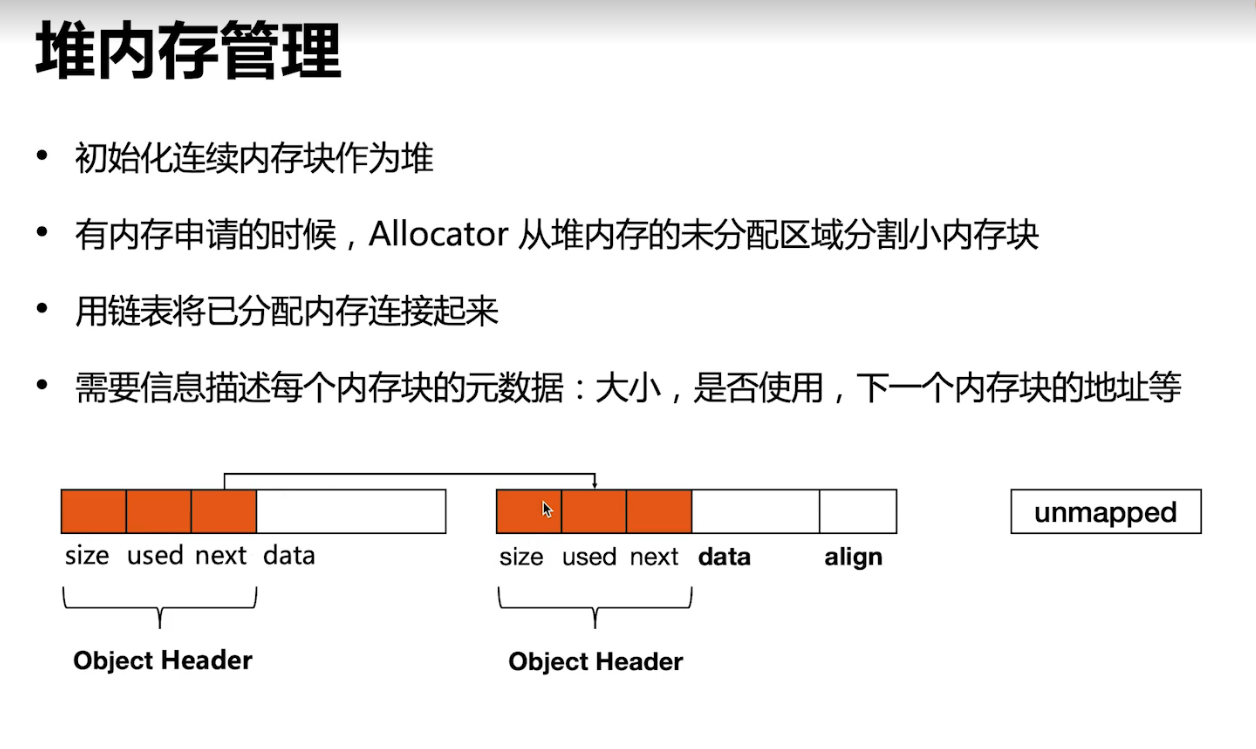 堆内存管理
• 初始化连续内存块作为堆
• 有内存申请的时候，Allocator 从堆内存的未分配区域分割小内存块
• 用链表将已分配内存连接起来
• 需要信息描述每个内存块的元数据：大小，是否使用，下一个内存块的地址等
unmapped
size used next data
size used next data align
Object Header
Object Header